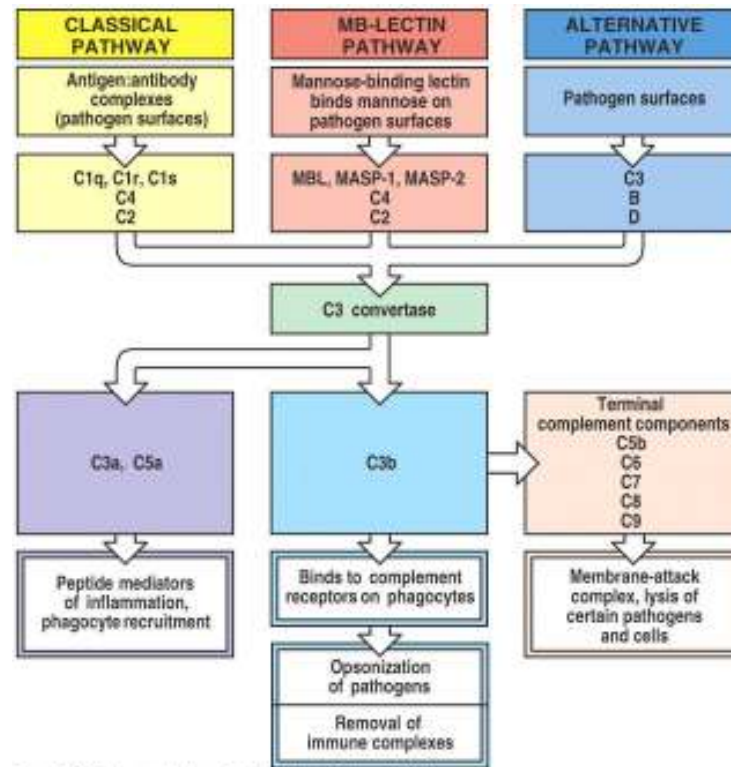 CLASSICAL
PATHWAY
MB-LECTIN
PATHWAY
ALTERNATIVE
PATHWAY
Antigen:antibody
complexes
(pathogen surfaces)
Mannose-binding lectin
binds mannose on
pathogen surfaces
Pathogen surfaces
C1q, C1r, C1s
C4
C2
MBL, MASP-1, MASP-2
C4
C2
C3
B
D
C3 convertase
C3a, C5a
C3b
Terminal
complement components
C5b
C6
C7
C8
C9
Peptide mediators
of inflammation,
phagocyte recruitment
Binds to complement
receptors on phagocytes
Membrane-attack
complex, lysis of
certain pathogens
and cells
Opsonization
of pathogens
Removal of
immune complexes